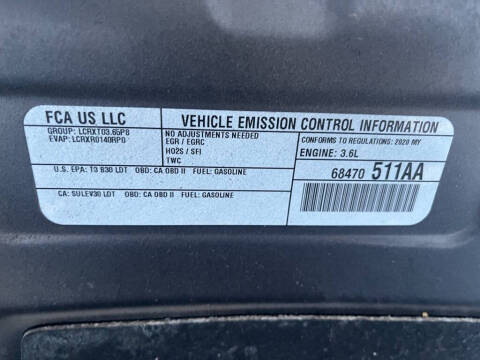 FCA US LLC
GROUP: LCRXT03.65P8
EVAP: LCRXR0140RP0
VEHICLE EMISSION CONTROL INFORMATION
NO ADJUSTMENTS NEEDED
EGR / EGRC
HO2S / SFI
TWC
CONFORMS TO REGULATIONS: 2020 MY
ENGINE: 3.6L
U.S. EPA: T3 B30 LDT OBD: CA OBD II FUEL: GASOLINE
CA: SULEV30 LDT OBD: CA OBD II FUEL: GASOLINE
68470 511AA